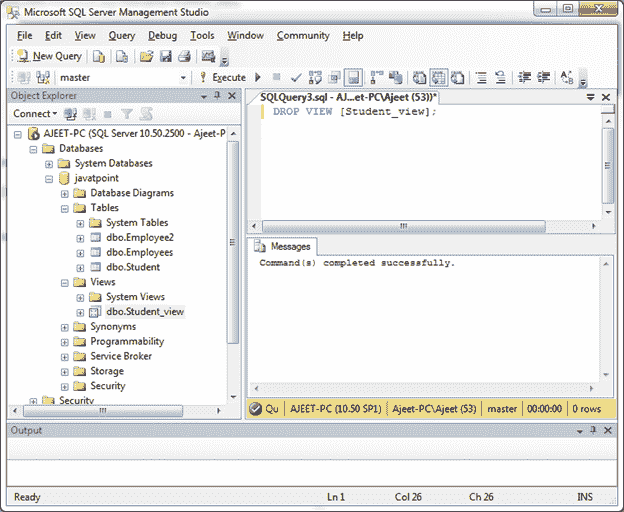 Microsoft SQL Server Management Studio
File Edit View Query Debug Tools Window Community Help
New Query
master Execute
Object Explorer
Connect
AJEET-PC (SQL Server 10.50.2500 - Ajeet-P
Databases
System Databases
javatpoint
Database Diagrams
Tables
System Tables
dbo.Employee2
dbo.Employees
dbo.Student
Views
System Views
dbo.Student_view
Synonyms
Programmability
Service Broker
Storage
Security
Security
SQLQuery3.sql - AJ...et-PC\Ajeet (53))*
DROP VIEW [Student_view];
Messages
Command(s) completed successfully.
Qu AJEET-PC (10.50 SP1) Ajeet-PC\Ajeet (53) master 00:00:00 0 rows
Output
Ready Ln 1 Col 26 Ch 26 INS